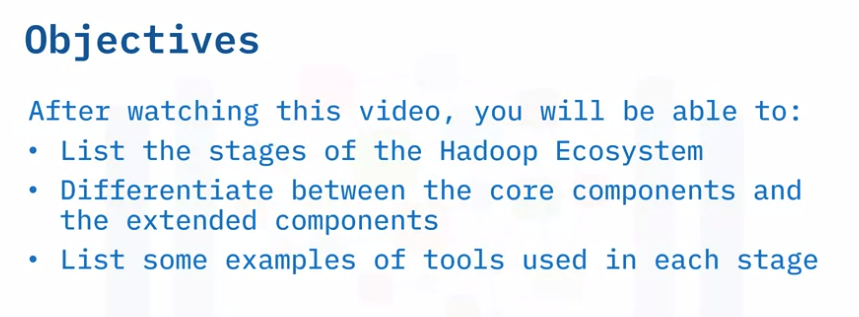 Objectives
After watching this video, you will be able to:
• List the stages of the Hadoop Ecosystem
• Differentiate between the core components and
the extended components
• List some examples of tools used in each stage